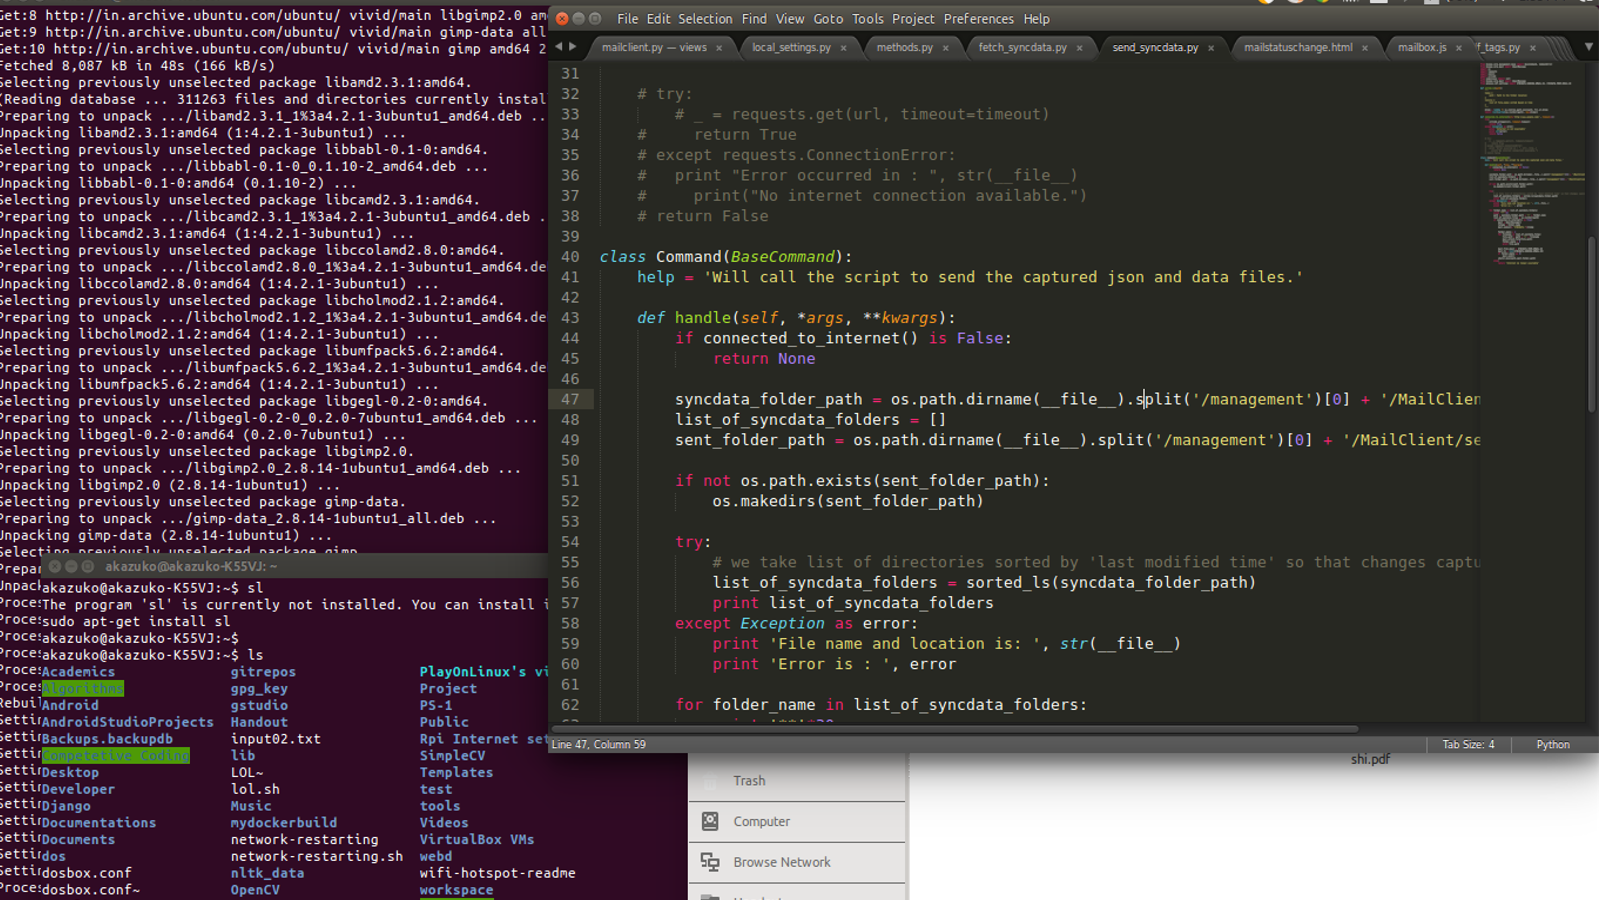 Get:8 http://in.archive.ubuntu.com/ubuntu/ vivid/main libgimp2.0 am
Get:9 http://in.archive.ubuntu.com/ubuntu/ vivid/main gimp-data all
Get:10 http://in.archive.ubuntu.com/ubuntu/ vivid/main gimp amd64 2
Fetched 8,087 kB in 48s (166 kB/s)
Selecting previously unselected package libamd2.3.1:amd64.
(Reading database ... 311263 files and directories currently instal
Preparing to unpack .../libamd2.3.1_1%3a4.2.1-3ubuntu1_amd64.deb ..
Unpacking libamd2.3.1:amd64 (1:4.2.1-3ubuntu1) ...
Selecting previously unselected package libbabl-0.1-0:amd64.
Preparing to unpack .../libbabl-0.1-0_0.1.10-2_amd64.deb ...
Unpacking libbabl-0.1-0:amd64 (0.1.10-2) ...
Selecting previously unselected package libcamd2.3.1:amd64.
Preparing to unpack .../libcamd2.3.1_1%3a4.2.1-3ubuntu1_amd64.deb .
Unpacking libcamd2.3.1:amd64 (1:4.2.1-3ubuntu1) ...
Selecting previously unselected package libccolamd2.8.0:amd64.
Preparing to unpack .../libccolamd2.8.0_1%3a4.2.1-3ubuntu1_amd64.de
Unpacking libccolamd2.8.0:amd64 (1:4.2.1-3ubuntu1) ...
Selecting previously unselected package libcholmod2.1.2:amd64.
Preparing to unpack .../libcholmod2.1.2_1%3a4.2.1-3ubuntu1_amd64.de
Unpacking libcholmod2.1.2:amd64 (1:4.2.1-3ubuntu1) ...
Selecting previously unselected package libumfpack5.6.2:amd64.
Preparing to unpack .../libumfpack5.6.2_1%3a4.2.1-3ubuntu1_amd64.de
Unpacking libumfpack5.6.2:amd64 (1:4.2.1-3ubuntu1) ...
Selecting previously unselected package libgegl-0.2-0:amd64.
Preparing to unpack .../libgegl-0.2-0_0.2.0-7ubuntu1_amd64.deb ...
Unpacking libgegl-0.2-0:amd64 (0.2.0-7ubuntu1) ...
Selecting previously unselected package libgimp2.0.
Preparing to unpack .../libgimp2.0_2.8.14-1ubuntu1_amd64.deb ...
Unpacking libgimp2.0 (2.8.14-1ubuntu1) ...
Selecting previously unselected package gimp-data.
Preparing to unpack .../gimp-data_2.8.14-1ubuntu1_all.deb ...
Unpacking gimp-data (2.8.14-1ubuntu1) ...
Selecting previously unselected package gimp
akazuko@akazuko-K55VJ: ~
akazuko@akazuko-K55VJ:~$ sl
The program 'sl' is currently not installed. You can install i
sudo apt-get install sl
akazuko@akazuko-K55VJ:~$
akazuko@akazuko-K55VJ:~$ ls
Academics gitrepos PlayOnLinux's vi
Algorithms gpg_key Project
Android gstudio PS-1
AndroidStudioProjects Handout Public
Backups.backupdb input02.txt Rpi Internet set
Competetive Coding lib SimpleCV
Desktop LOL~ Templates
Developer lol.sh test
Django Music tools
Documentations mydockerbuild Videos
Documents network-restarting VirtualBox VMs
dos network-restarting.sh webd
dosbox.conf nltk_data wifi-hotspot-readme
dosbox.conf~ OpenCV workspace
File Edit Selection Find View Goto Tools Project Preferences Help
mailclient.py — views × local_settings.py × methods.py × fetch_syncdata.py × send_syncdata.py × mailstatuschange.html × mailbox.js × f_tags.py ×
31
32 # try:
33 # _ = requests.get(url, timeout=timeout)
34 # return True
35 # except requests.ConnectionError:
36 # print "Error occurred in : ", str(__file__)
37 # print("No internet connection available.")
38 # return False
39
40 class Command(BaseCommand):
41 help = 'Will call the script to send the captured json and data files.'
42
43 def handle(self, *args, **kwargs):
44 if connected_to_internet() is False:
45 return None
46
47 syncdata_folder_path = os.path.dirname(__file__).split('/management')[0] + '/MailClien
48 list_of_syncdata_folders = []
49 sent_folder_path = os.path.dirname(__file__).split('/management')[0] + '/MailClient/se
50
51 if not os.path.exists(sent_folder_path):
52 os.makedirs(sent_folder_path)
53
54 try:
55 # we take list of directories sorted by 'last modified time' so that changes captu
56 list_of_syncdata_folders = sorted_ls(syncdata_folder_path)
57 print list_of_syncdata_folders
58 except Exception as error:
59 print 'File name and location is: ', str(__file__)
60 print 'Error is : ', error
61
62 for folder_name in list_of_syncdata_folders:
Line 47, Column 59 Tab Size: 4 Python
shi.pdf
Trash
Computer
Browse Network